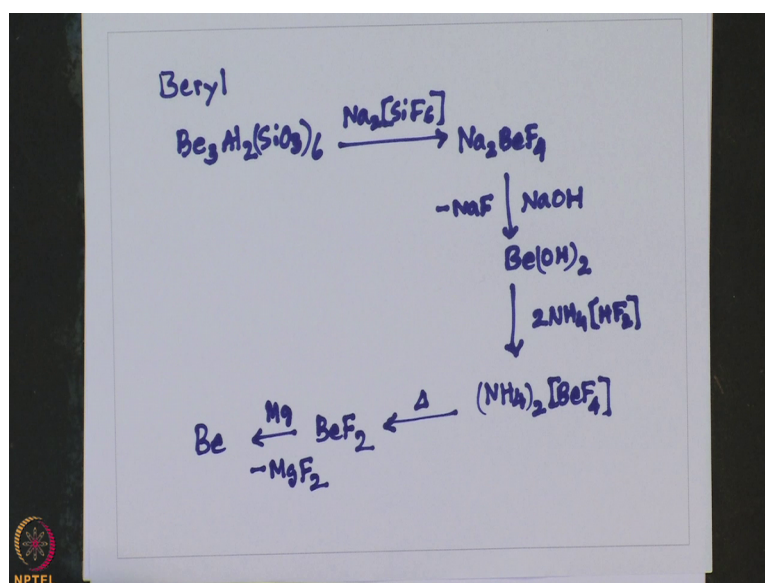 Beryl
Be3Al2(SiO3)6 Na2[SiF6] Na2BeF4
-NaF NaOH
Be(OH)2
2NH4[HF2]
(NH4)2[BeF4]
Δ
BeF2
Mg
-MgF2
Be
NPTEL